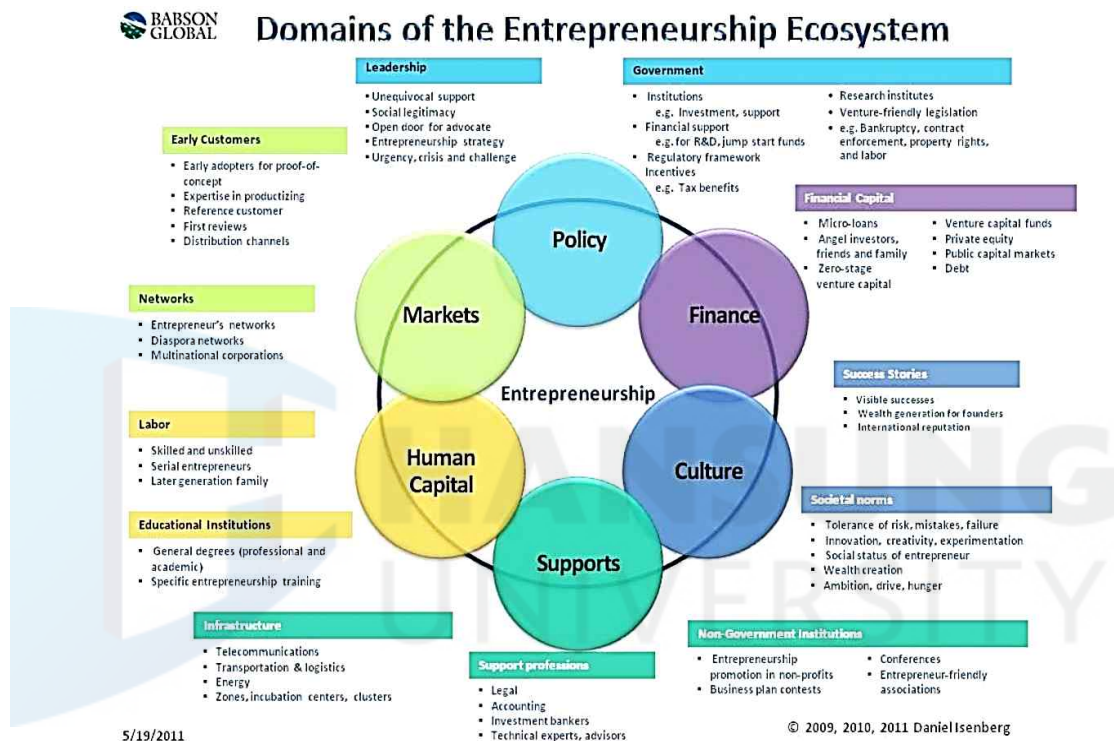 BABSON
GLOBAL
Domains of the Entrepreneurship Ecosystem
Leadership
▪ Unequivocal support
▪ Social legitimacy
▪ Open door for advocate
▪ Entrepreneurship strategy
▪ Urgency, crisis and challenge
Government
▪ Institutions
e.g. Investment, support
▪ Financial support
e.g. for R&D, jump start funds
▪ Regulatory framework
Incentives
e.g. Tax benefits
▪ Research institutes
▪ Venture-friendly legislation
▪ e.g. Bankruptcy, contract
enforcement, property rights,
and labor
Early Customers
▪ Early adopters for proof-of-
concept
▪ Expertise in productizing
▪ Reference customer
▪ First reviews
▪ Distribution channels
Financial Capital
▪ Micro-loans
▪ Angel investors,
friends and family
▪ Zero-stage
venture capital
▪ Venture capital funds
▪ Private equity
▪ Public capital markets
▪ Debt
Policy
Markets
Finance
Networks
▪ Entrepreneur's networks
▪ Diaspora networks
▪ Multinational corporations
Entrepreneurship
Success Stories
▪ Visible successes
▪ Wealth generation for founders
▪ International reputation
Labor
▪ Skilled and unskilled
▪ Serial entrepreneurs
▪ Later generation family
Human
Capital
Culture
HANSUNG
UNIVERSITY
Societal norms
▪ Tolerance of risk, mistakes, failure
▪ Innovation, creativity, experimentation
▪ Social status of entrepreneur
▪ Wealth creation
▪ Ambition, drive, hunger
Educational Institutions
▪ General degrees (professional and
academic)
▪ Specific entrepreneurship training
Supports
Infrastructure
▪ Telecommunications
▪ Transportation & logistics
▪ Energy
▪ Zones, incubation centers, clusters
Support professions
▪ Legal
▪ Accounting
▪ Investment bankers
▪ Technical experts, advisors
Non-Government Institutions
▪ Entrepreneurship
promotion in non-profits
▪ Business plan contests
▪ Conferences
▪ Entrepreneur-friendly
associations
5/19/2011
© 2009, 2010, 2011 Daniel Isenberg